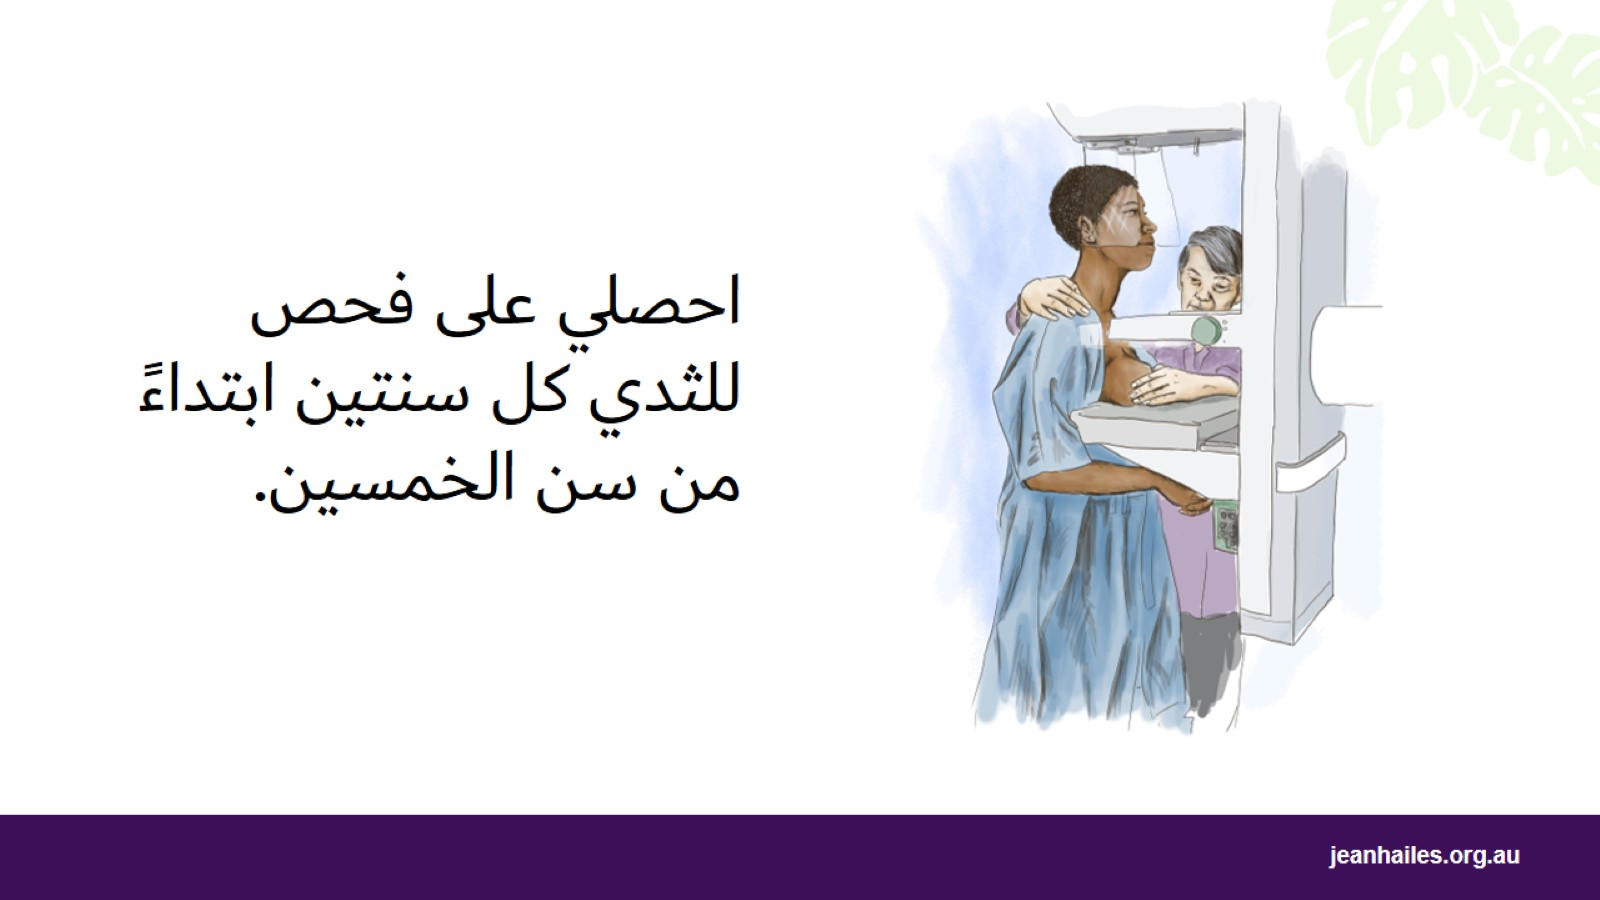 احصلي على فحص
للثدي كل سنتين ابتداءً
من سن الخمسين.
jeanhailes.org.au